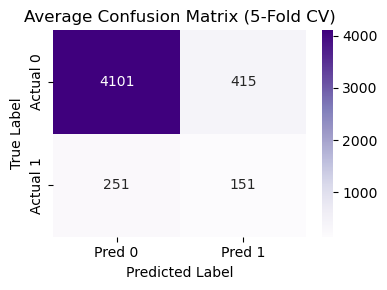 Average Confusion Matrix (5-Fold CV)
True Label
Actual 0
4101
415
Actual 1
251
151
Pred 0
Pred 1
Predicted Label
4000
3000
2000
1000